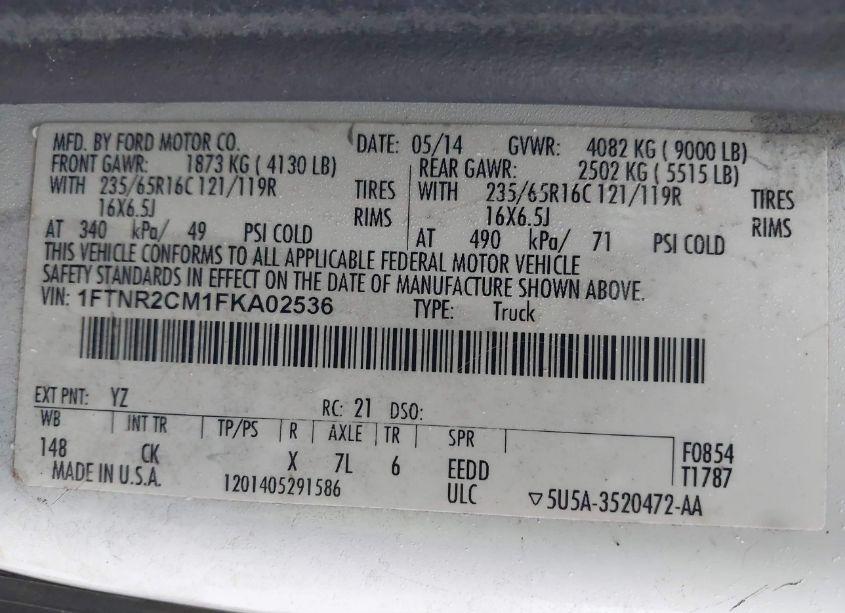 MFD. BY FORD MOTOR CO. DATE: 05/14 GVWR: 4082 KG ( 9000 LB)
FRONT GAWR: 1873 KG ( 4130 LB) REAR GAWR: 2502 KG ( 5515 LB)
WITH 235/65R16C 121/119R TIRES WITH 235/65R16C 121/119R TIRES
16X6.5J RIMS 16X6.5J RIMS
AT 340 kPa/ 49 PSI COLD AT 490 kPa/ 71 PSI COLD
THIS VEHICLE CONFORMS TO ALL APPLICABLE FEDERAL MOTOR VEHICLE
SAFETY STANDARDS IN EFFECT ON THE DATE OF MANUFACTURE SHOWN ABOVE.
VIN: 1FTNR2CM1FKA02536 TYPE: Truck
EXT PNT: YZ RC: 21 DSO:
WB INT TR TP/PS R AXLE TR SPR
148 CK X 7L 6 EEDD F0854
MADE IN U.S.A. 1201405291586 ULC T1787
▽5U5A-3520472-AA